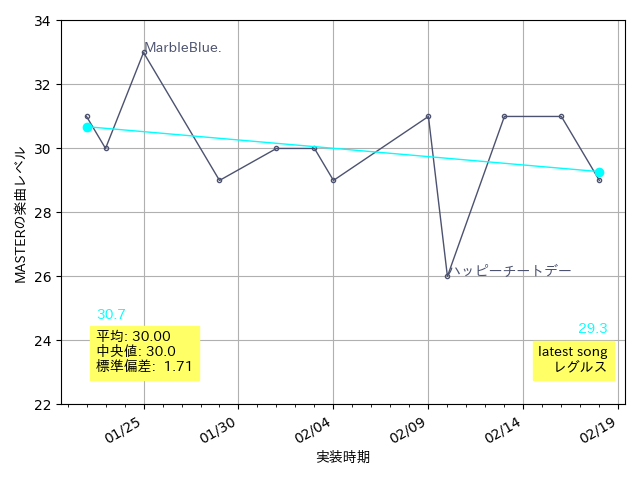 34
32
30
28
26
24
22
MASTERの楽曲レベル
MarbleBlue.
ハッピーチートデー
30.7
平均: 30.00
中央値: 30.0
標準偏差: 1.71
29.3
latest song
レグルス
01/25
01/30
02/04
02/09
02/14
02/19
実装時期